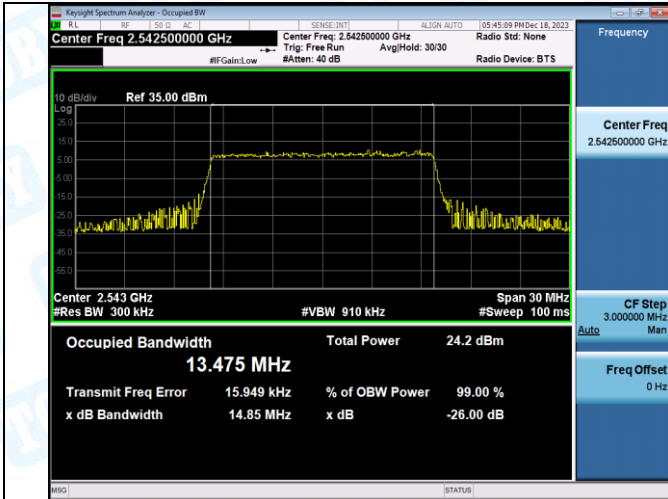 Keysight Spectrum Analyzer - Occupied BW
RL RF 50 Ω AC SENSE:INT ALIGN AUTO 05:45:09 PM Dec 18, 2023
Center Freq 2.542500000 GHz
Center Freq: 2.542500000 GHz
Radio Std: None
Trig: Free Run Avg|Hold: 30/30
#IFGain:Low #Atten: 40 dB Radio Device: BTS
10 dB/div Ref 35.00 dBm
Log
25.0
15.0
5.00
-5.00
-15.0
-25.0
-35.0
-45.0
-55.0
Center 2.543 GHz Span 30 MHz
#Res BW 300 kHz #VBW 910 kHz #Sweep 100 ms
Occupied Bandwidth Total Power 24.2 dBm
13.475 MHz
Transmit Freq Error 15.949 kHz % of OBW Power 99.00 %
x dB Bandwidth 14.85 MHz x dB -26.00 dB
MSG STATUS
Frequency
Center Freq
2.542500000 GHz
CF Step
3.000000 MHz
Auto Man
Freq Offset
0 Hz